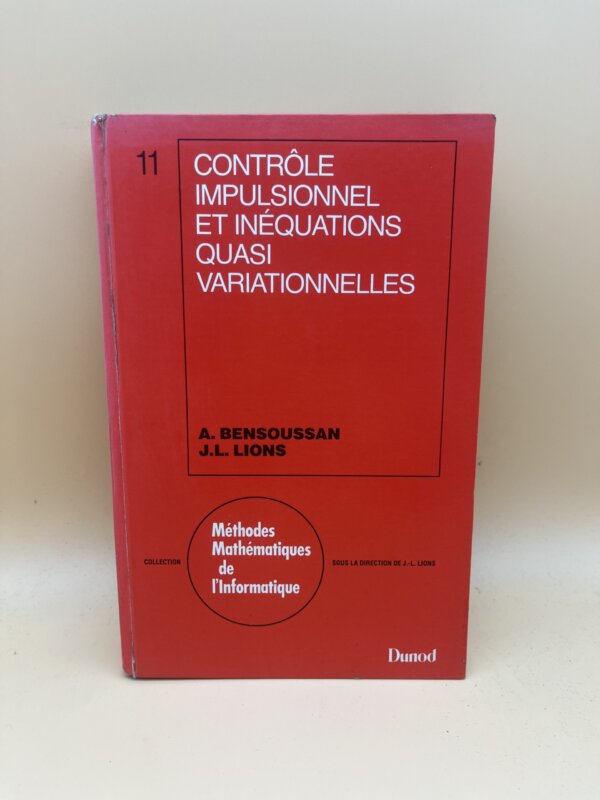 11
CONTRÔLE
IMPULSIONNEL
ET INÉQUATIONS
QUASI
VARIATIONNELLES
A. BENSOUSSAN
J.L. LIONS
Méthodes
Mathématiques
de
l'Informatique
COLLECTION
SOUS LA DIRECTION DE J.-L. LIONS
Dunod